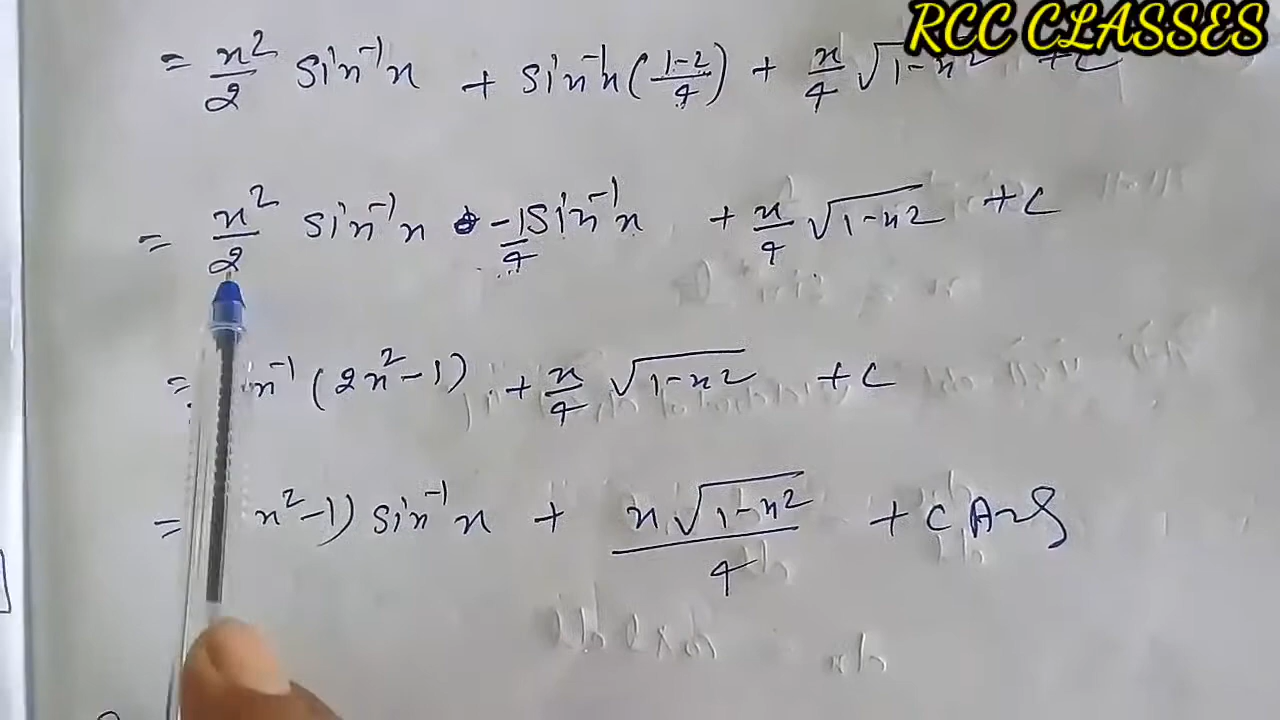 RCC CLASSES
= x²/2 sin⁻¹x + sin⁻¹x (1-2/4) + x/4 √1-x² + C
= x²/2 sin⁻¹x -1/4 sin⁻¹x + x/4 √1-x² + C
= in⁻¹ (2x²-1) + x/4 √1-x² + C
= x²-1) sin⁻¹x + x√1-x²/4 + C Ans